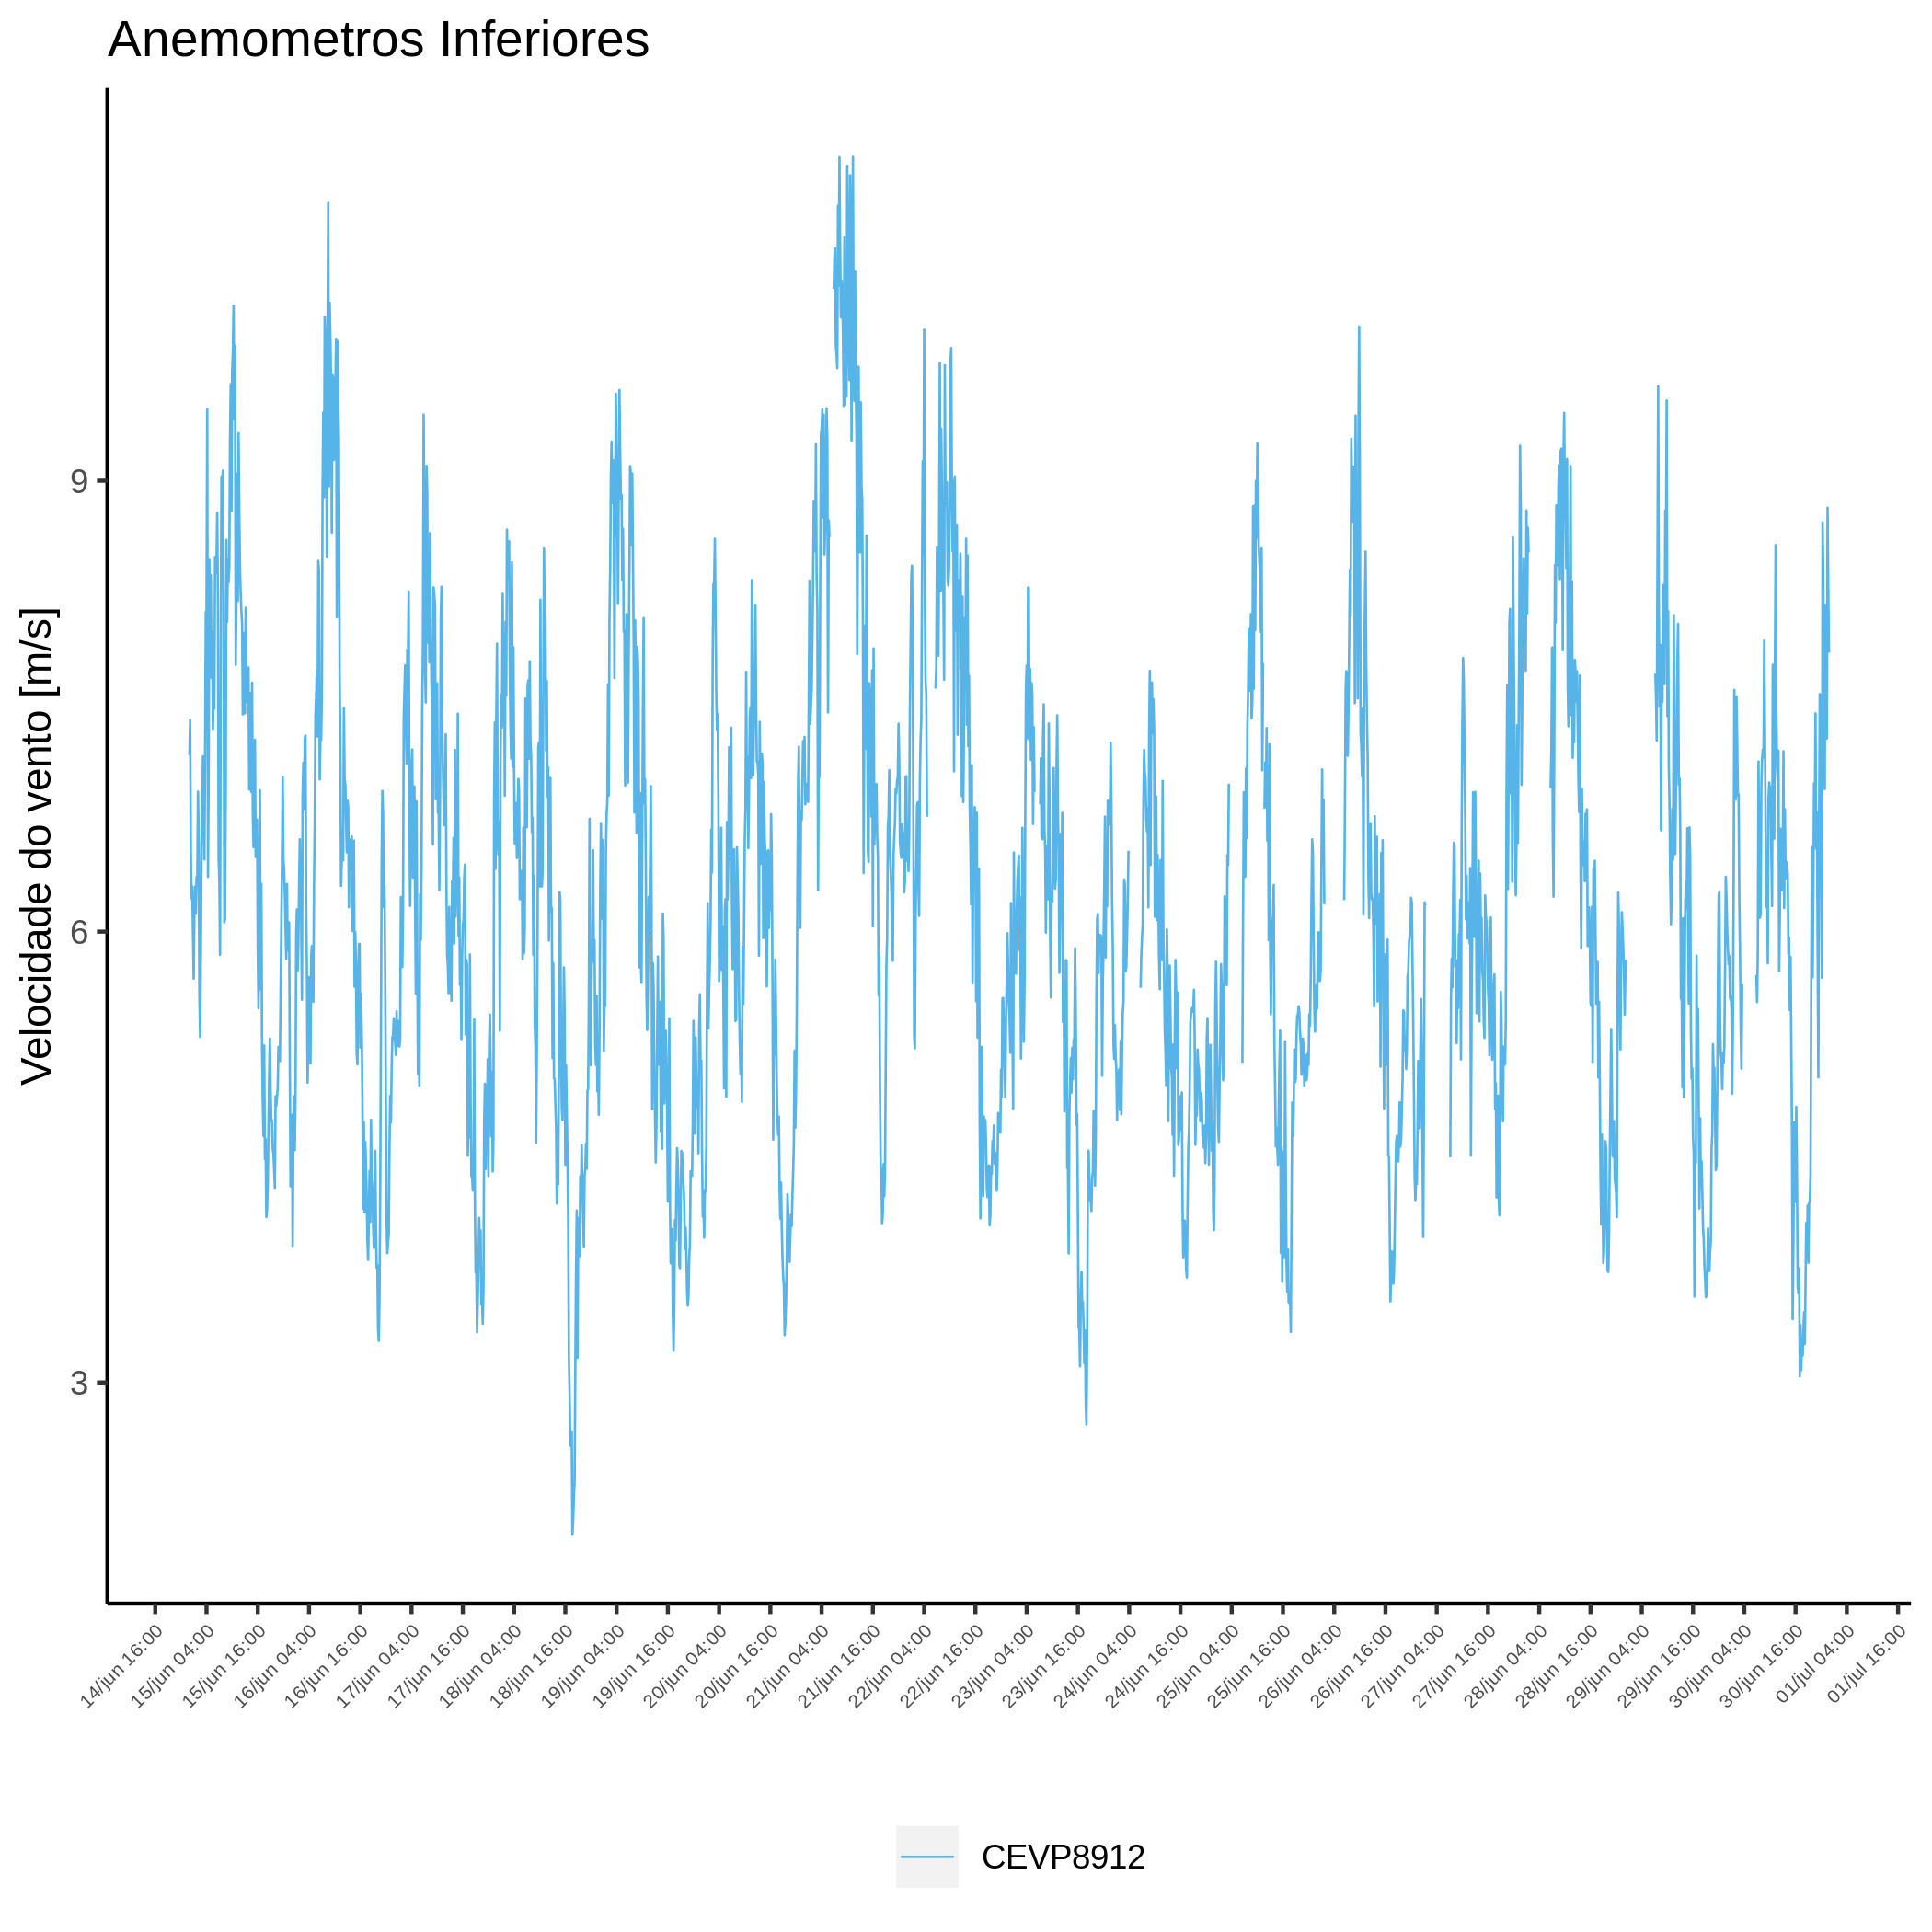 Anemometros Inferiores
Velocidade do vento [m/s]
9
6
3
14/jun 16:00
15/jun 04:00
15/jun 16:00
16/jun 04:00
16/jun 16:00
17/jun 04:00
17/jun 16:00
18/jun 04:00
18/jun 16:00
19/jun 04:00
19/jun 16:00
20/jun 04:00
20/jun 16:00
21/jun 04:00
21/jun 16:00
22/jun 04:00
22/jun 16:00
23/jun 04:00
23/jun 16:00
24/jun 04:00
24/jun 16:00
25/jun 04:00
25/jun 16:00
26/jun 04:00
26/jun 16:00
27/jun 04:00
27/jun 16:00
28/jun 04:00
28/jun 16:00
29/jun 04:00
29/jun 16:00
30/jun 04:00
30/jun 16:00
01/jul 04:00
01/jul 16:00
CEVP8912